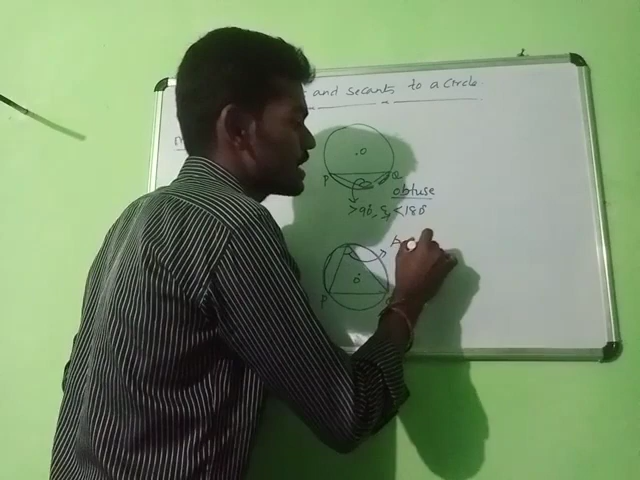 and secants to a Circle.
O
P Q
obtuse
>90°, & <180°
A
O
P